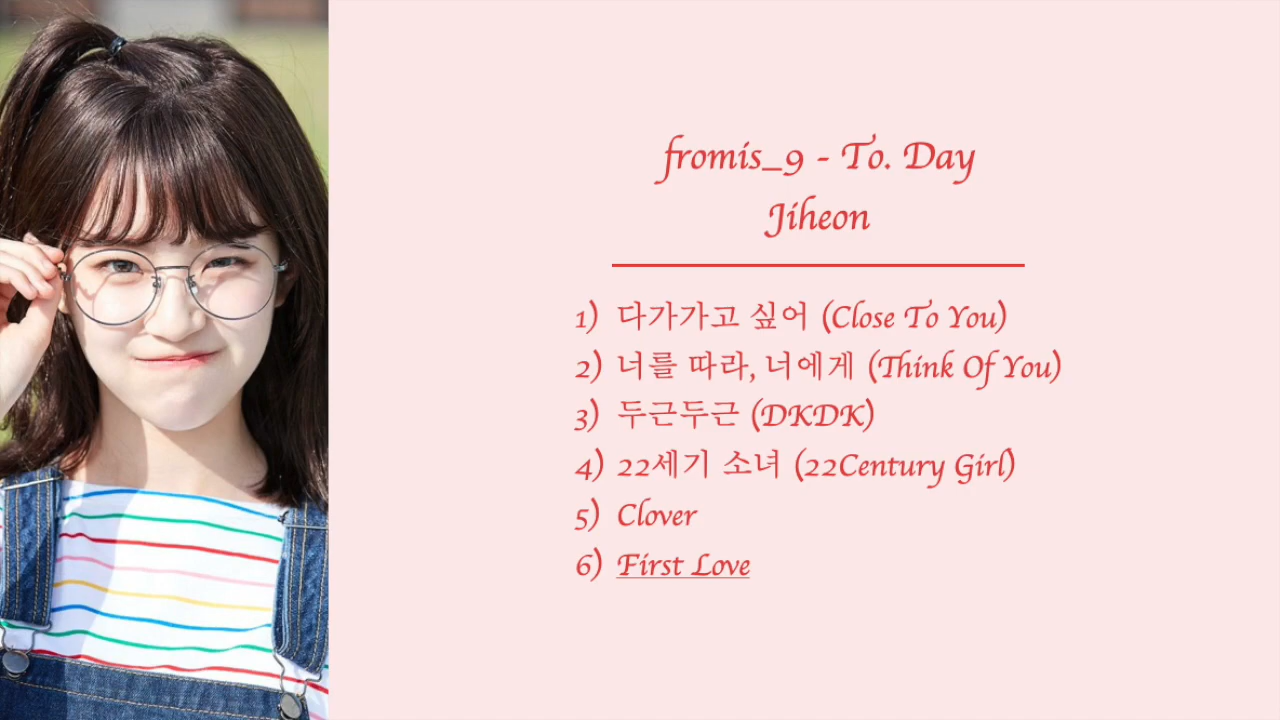 fromis_9 - To. Day
Jiheon
1) 다가가고 싶어 (Close To You)
2) 너를 따라, 너에게 (Think Of You)
3) 두근두근 (DKDK)
4) 22세기 소녀 (22Century Girl)
5) Clover
6) First Love